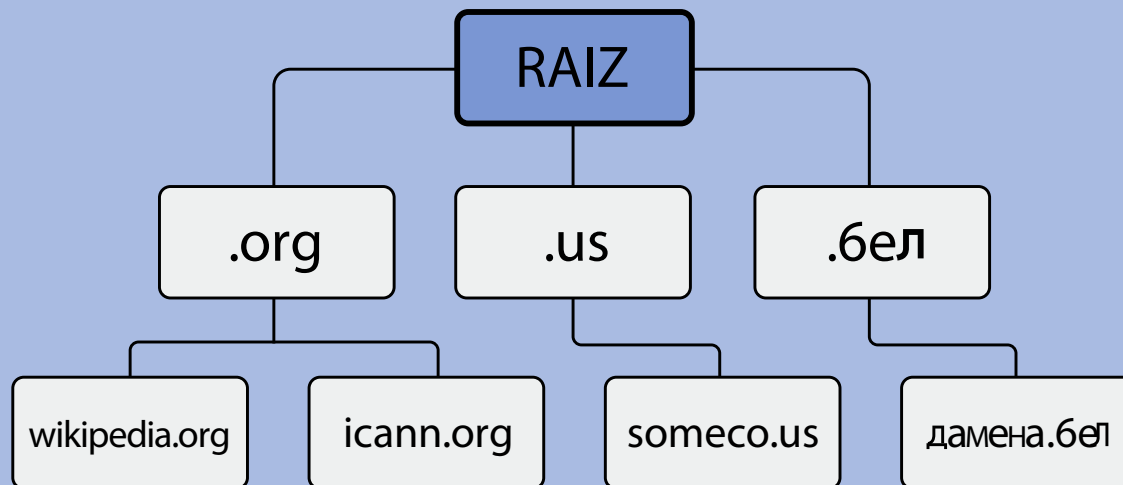 RAIZ
.org
.us
.бел
wikipedia.org
icann.org
someco.us
дамена.бел